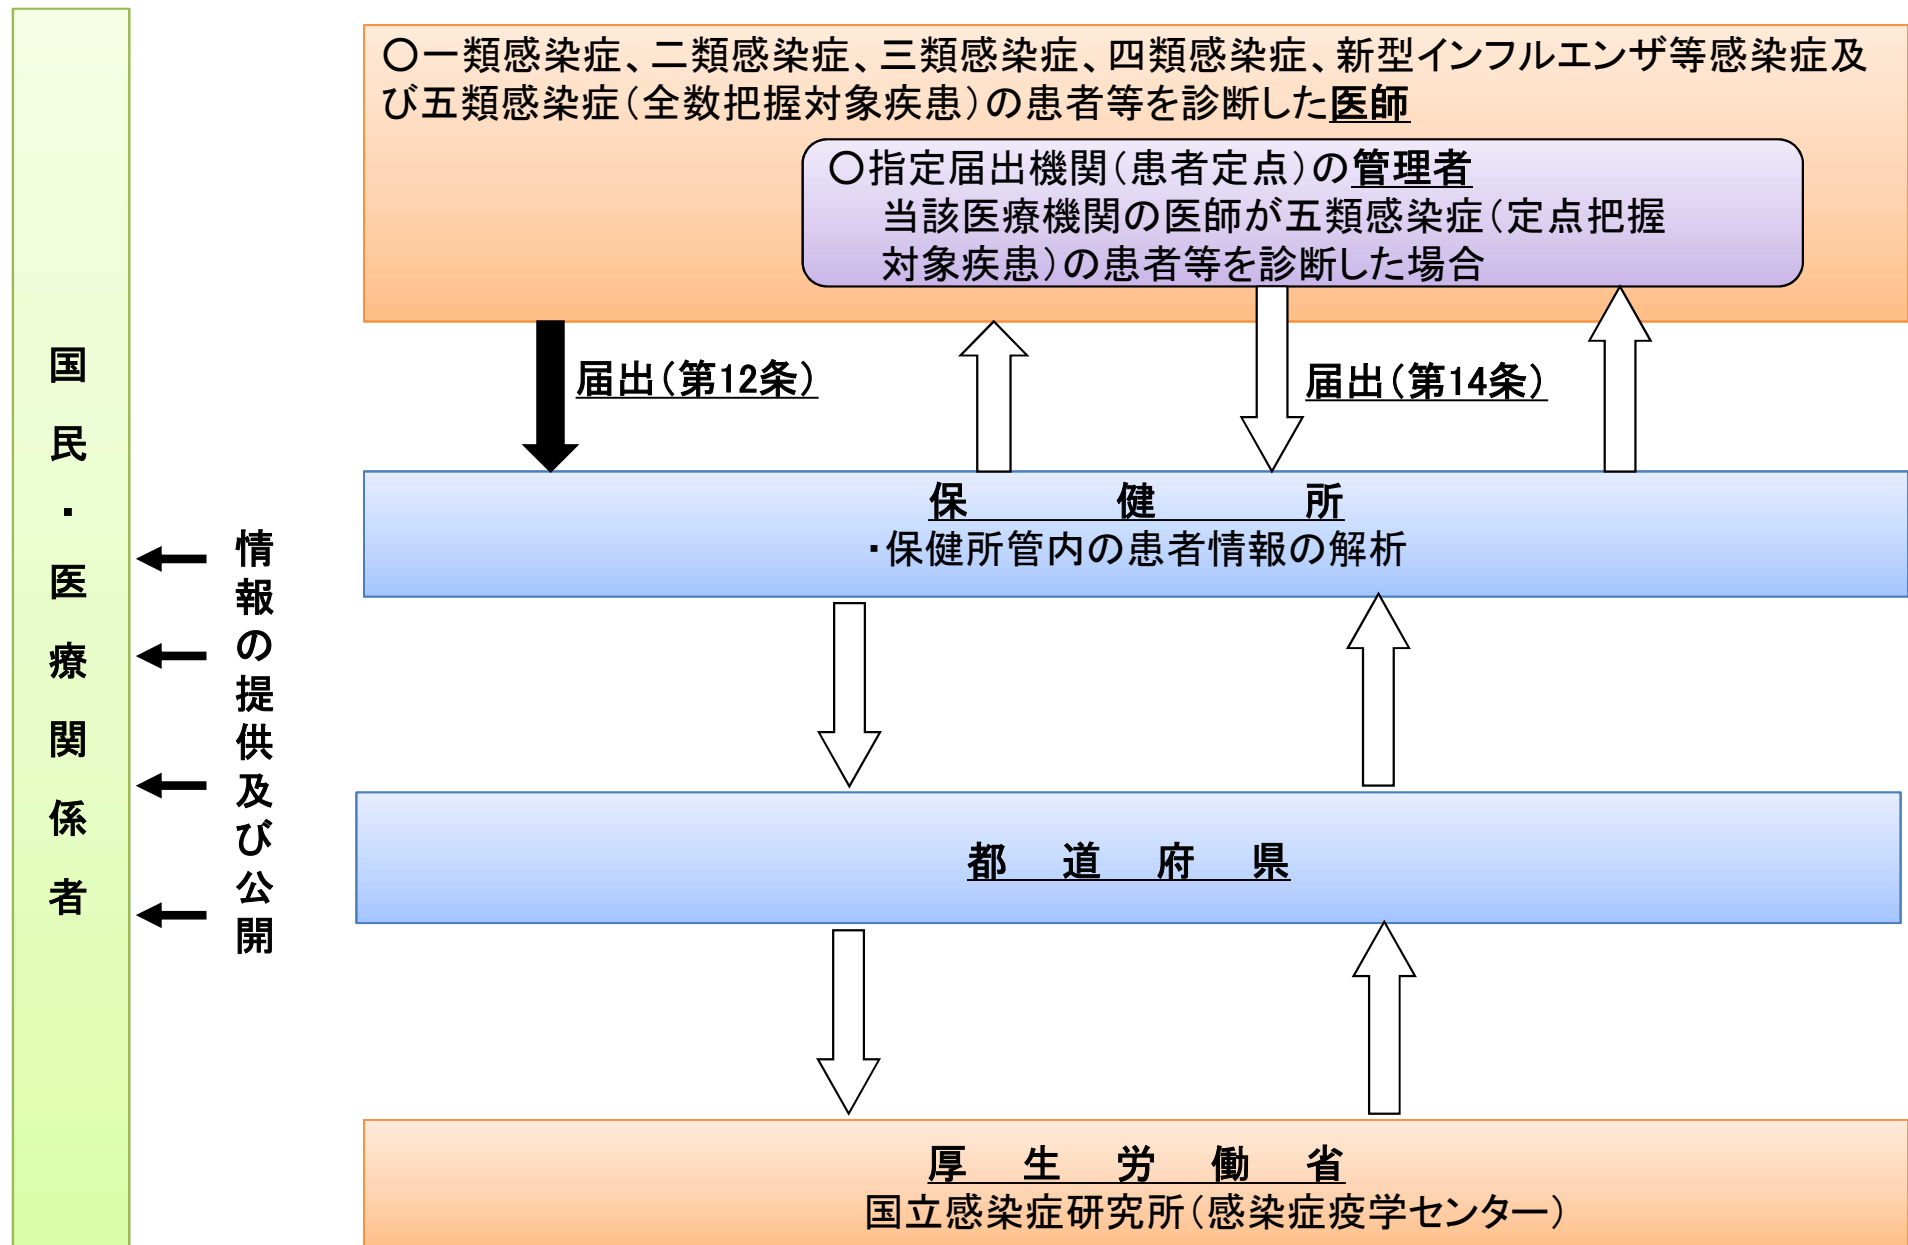 〇一類感染症、二類感染症、三類感染症、四類感染症、新型インフルエンザ等感染症及
び五類感染症（全数把握対象疾患）の患者等を診断した医師
〇指定届出機関（患者定点）の管理者
当該医療機関の医師が五類感染症（定点把握
対象疾患）の患者等を診断した場合
届出（第12条）
届出（第14条）
保健所
・保健所管内の患者情報の解析
都道府県
厚生労働省
国立感染症研究所（感染症疫学センター）
情報の提供及び公開
国民・医療関係者